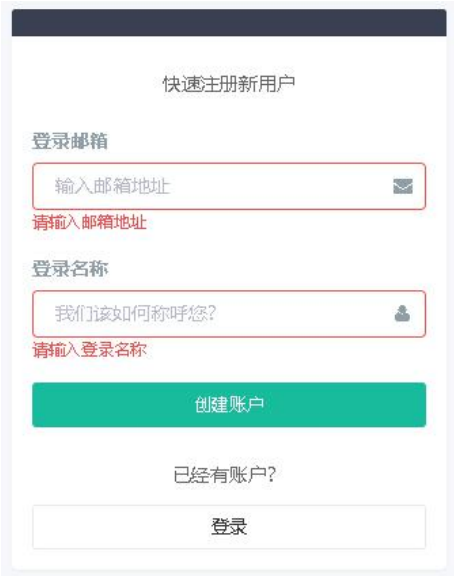 快速注册新用户
登录邮箱
输入邮箱地址
请输入邮箱地址
登录名称
我们该如何称呼您?
请输入登录名称
创建账户
已经有账户?
登录